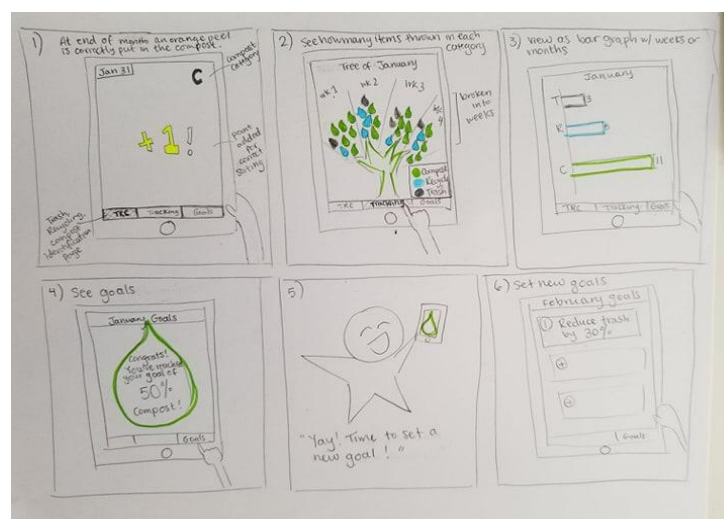 1) At end of month an orange peel
is correctly put in the compost.
Jan 31
C
compost
category
+1!
point
added
for
correct
sorting
Trash
Recycling
compost
identification
page
TRC Tracking Goals
2) See how many items thrown in each
category
Tree of January
wk 1 wk 2 wk 3
wk
4
broken
into
weeks
Compost
Recycle
Trash
TRC Tracking Goals
3) View as bar graph w/ weeks or
months
January
T 3
R
C 11
TRC Tracking Goals
4) See goals
January Goals
Congrats!
You've reached
your goal of
50%
Compost!
Goals
5)
"Yay! Time to set a
new goal!"
6) Set new goals
February goals
1 Reduce trash
by 30%
+
+
Goals